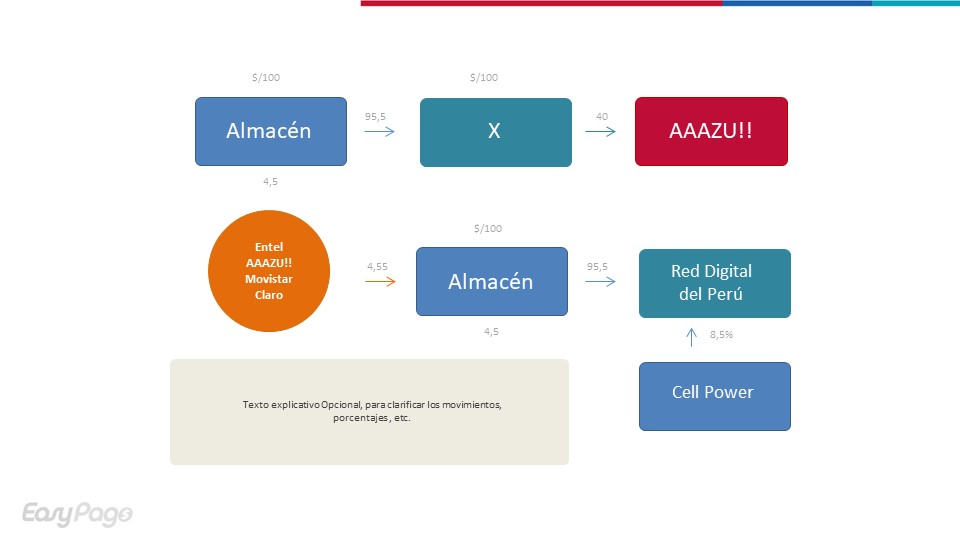 $/100
$/100
Almacén
95,5
X
40
AAAZU!!
4,5
Entel
AAAZU!!
Movistar
Claro
4,55
$/100
Almacén
95,5
Red Digital
del Perú
4,5
8,5%
Cell Power
Texto explicativo Opcional, para clarificar los movimientos,
porcentajes , etc.
EasyPago